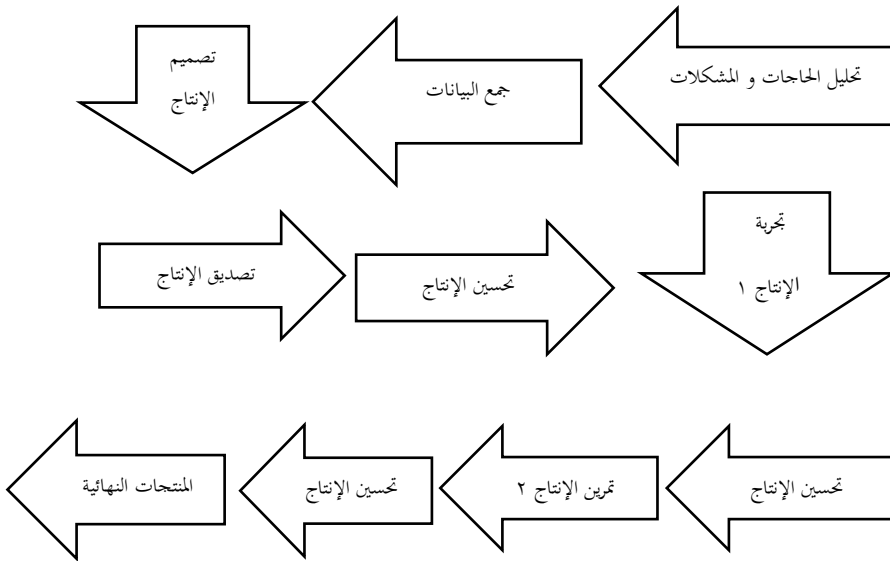 تحليل الحاجات و المشكلات
جمع البيانات
تصميم
الإنتاج
تصديق الإنتاج
تحسين الإنتاج
تجربة
الإنتاج ١
تحسين الإنتاج
تمرين الإنتاج ٢
تحسين الإنتاج
المنتجات النهائية